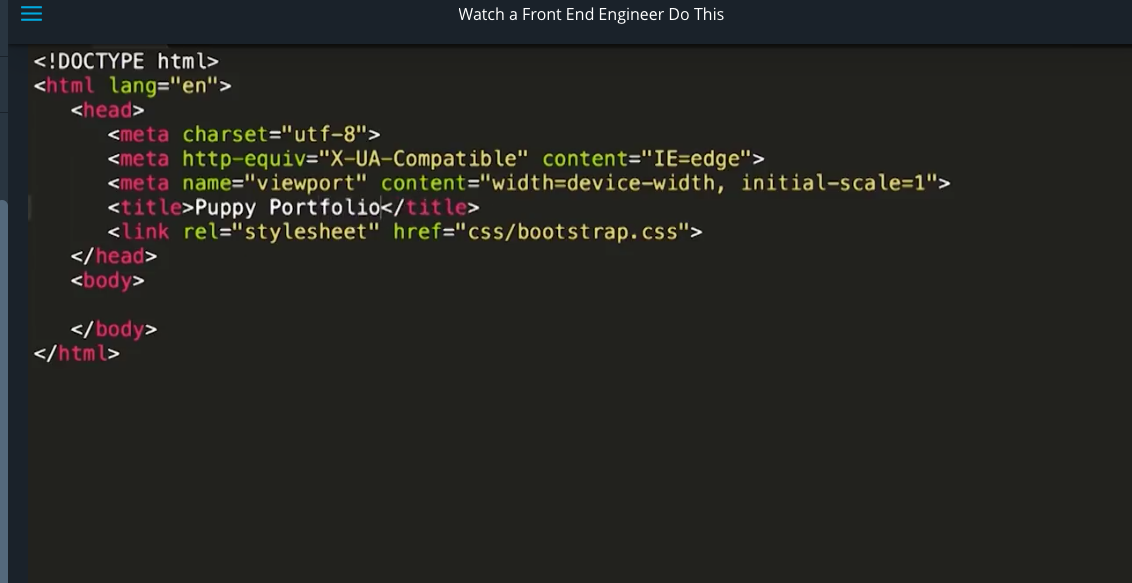 Watch a Front End Engineer Do This
<!DOCTYPE html>
<html lang="en">
<head>
<meta charset="utf-8">
<meta http-equiv="X-UA-Compatible" content="IE=edge">
<meta name="viewport" content="width=device-width, initial-scale=1">
<title>Puppy Portfolio</title>
<link rel="stylesheet" href="css/bootstrap.css">
</head>
<body>
</body>
</html>